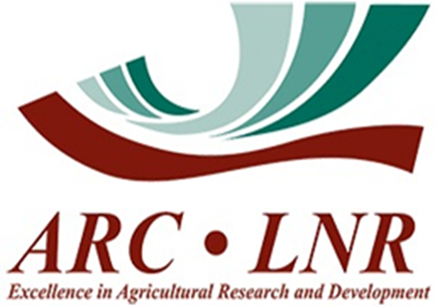 ARC • LNR
Excellence in Agricultural Research and Development